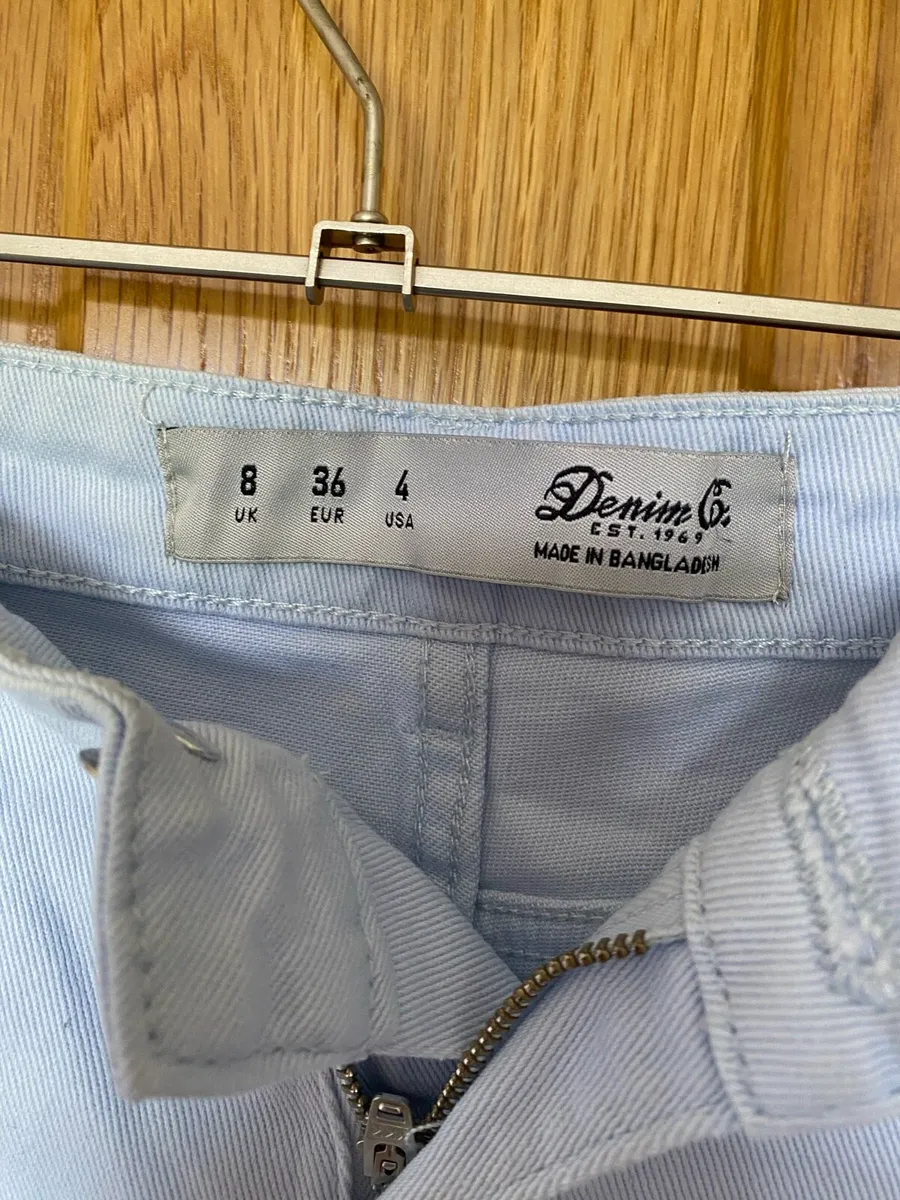 8 36 4
UK EUR USA
Denim Co.
EST. 1969
MADE IN BANGLADESH